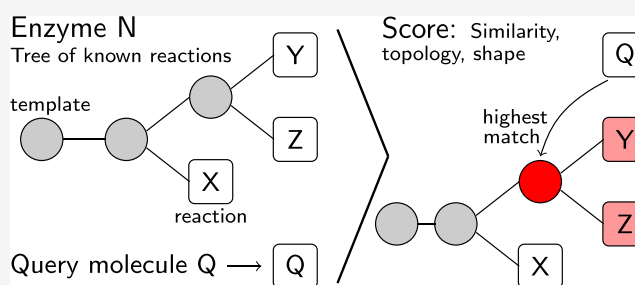 Enzyme N
Tree of known reactions
Y
template
Z
X
reaction
Query molecule Q
Q
Score: Similarity,
topology, shape
Q
highest
match
Y
Z
X